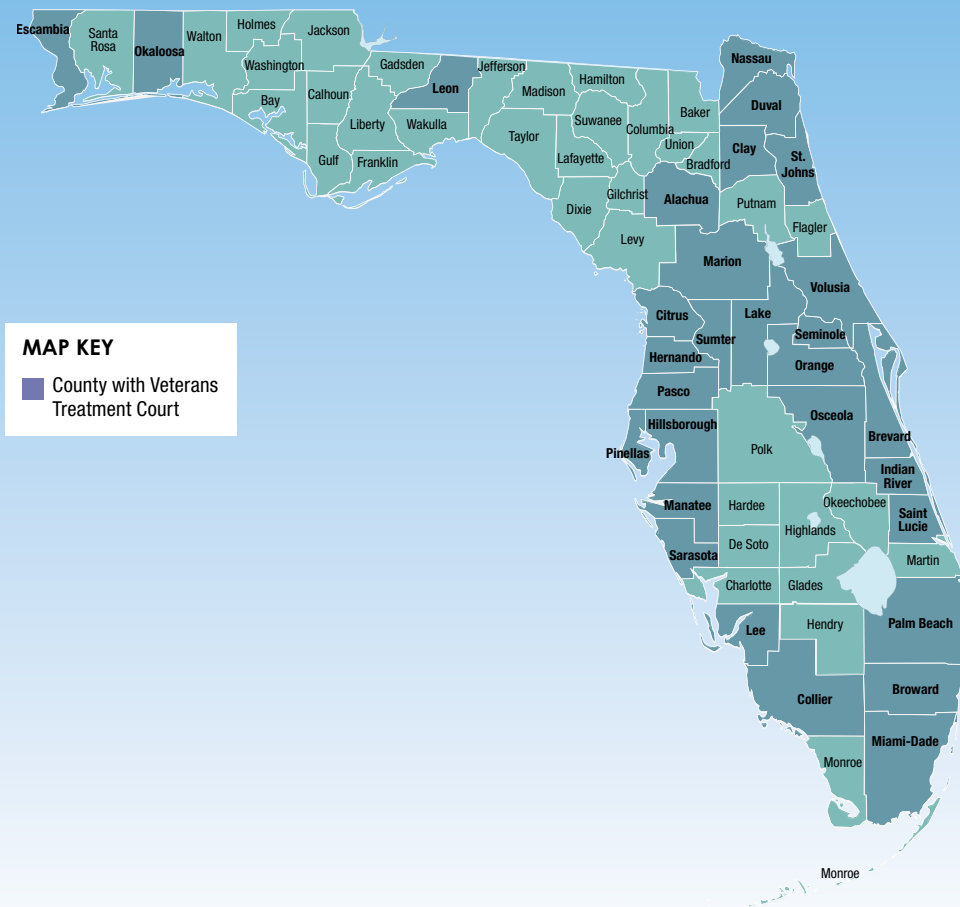 Escambia
Santa
Rosa
Okaloosa
Walton
Holmes
Washington
Bay
Jackson
Calhoun
Gulf
Liberty
Franklin
Gadsden
Leon
Wakulla
Jefferson
Madison
Taylor
Hamilton
Suwanee
Lafayette
Columbia
Dixie
Gilchrist
Levy
Baker
Union
Bradford
Nassau
Duval
Clay
St.
Johns
Alachua
Putnam
Flagler
Marion
Volusia
Citrus
Sumter
Lake
Seminole
Hernando
Orange
Pasco
Osceola
Hillsborough
Pinellas
Polk
Brevard
Indian
River
Manatee
Hardee
Okeechobee
Highlands
Saint
Lucie
Sarasota
De Soto
Martin
Charlotte
Glades
Lee
Hendry
Palm Beach
Collier
Broward
Miami-Dade
Monroe
Monroe
MAP KEY
County with Veterans
Treatment Court